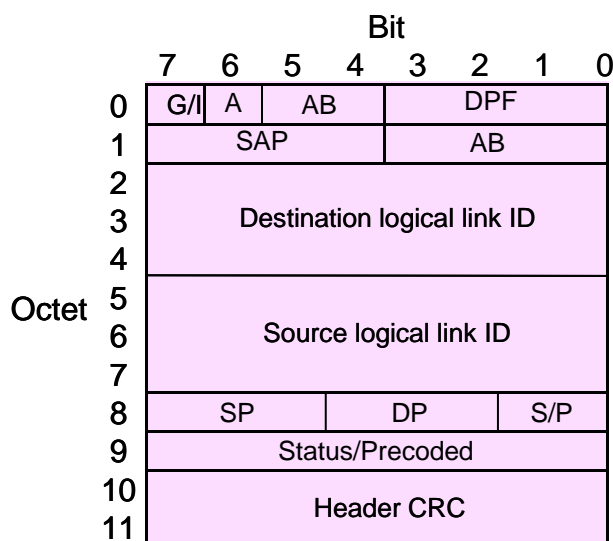 Bit
7 6 5 4 3 2 1 0
0 G/I A AB DPF
1 SAP AB
2
3 Destination logical link ID
4
Octet
5
6 Source logical link ID
7
8 SP DP S/P
9 Status/Precoded
10
Header CRC
11